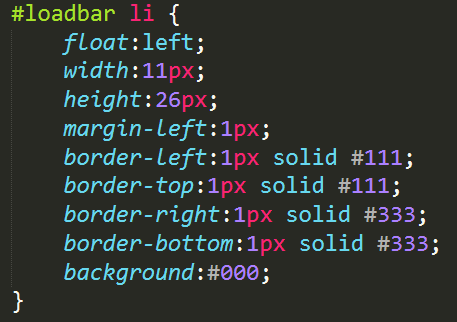 #loadbar li {
    float:left;
    width:11px;
    height:26px;
    margin-left:1px;
    border-left:1px solid #111;
    border-top:1px solid #111;
    border-right:1px solid #333;
    border-bottom:1px solid #333;
    background:#000;
}